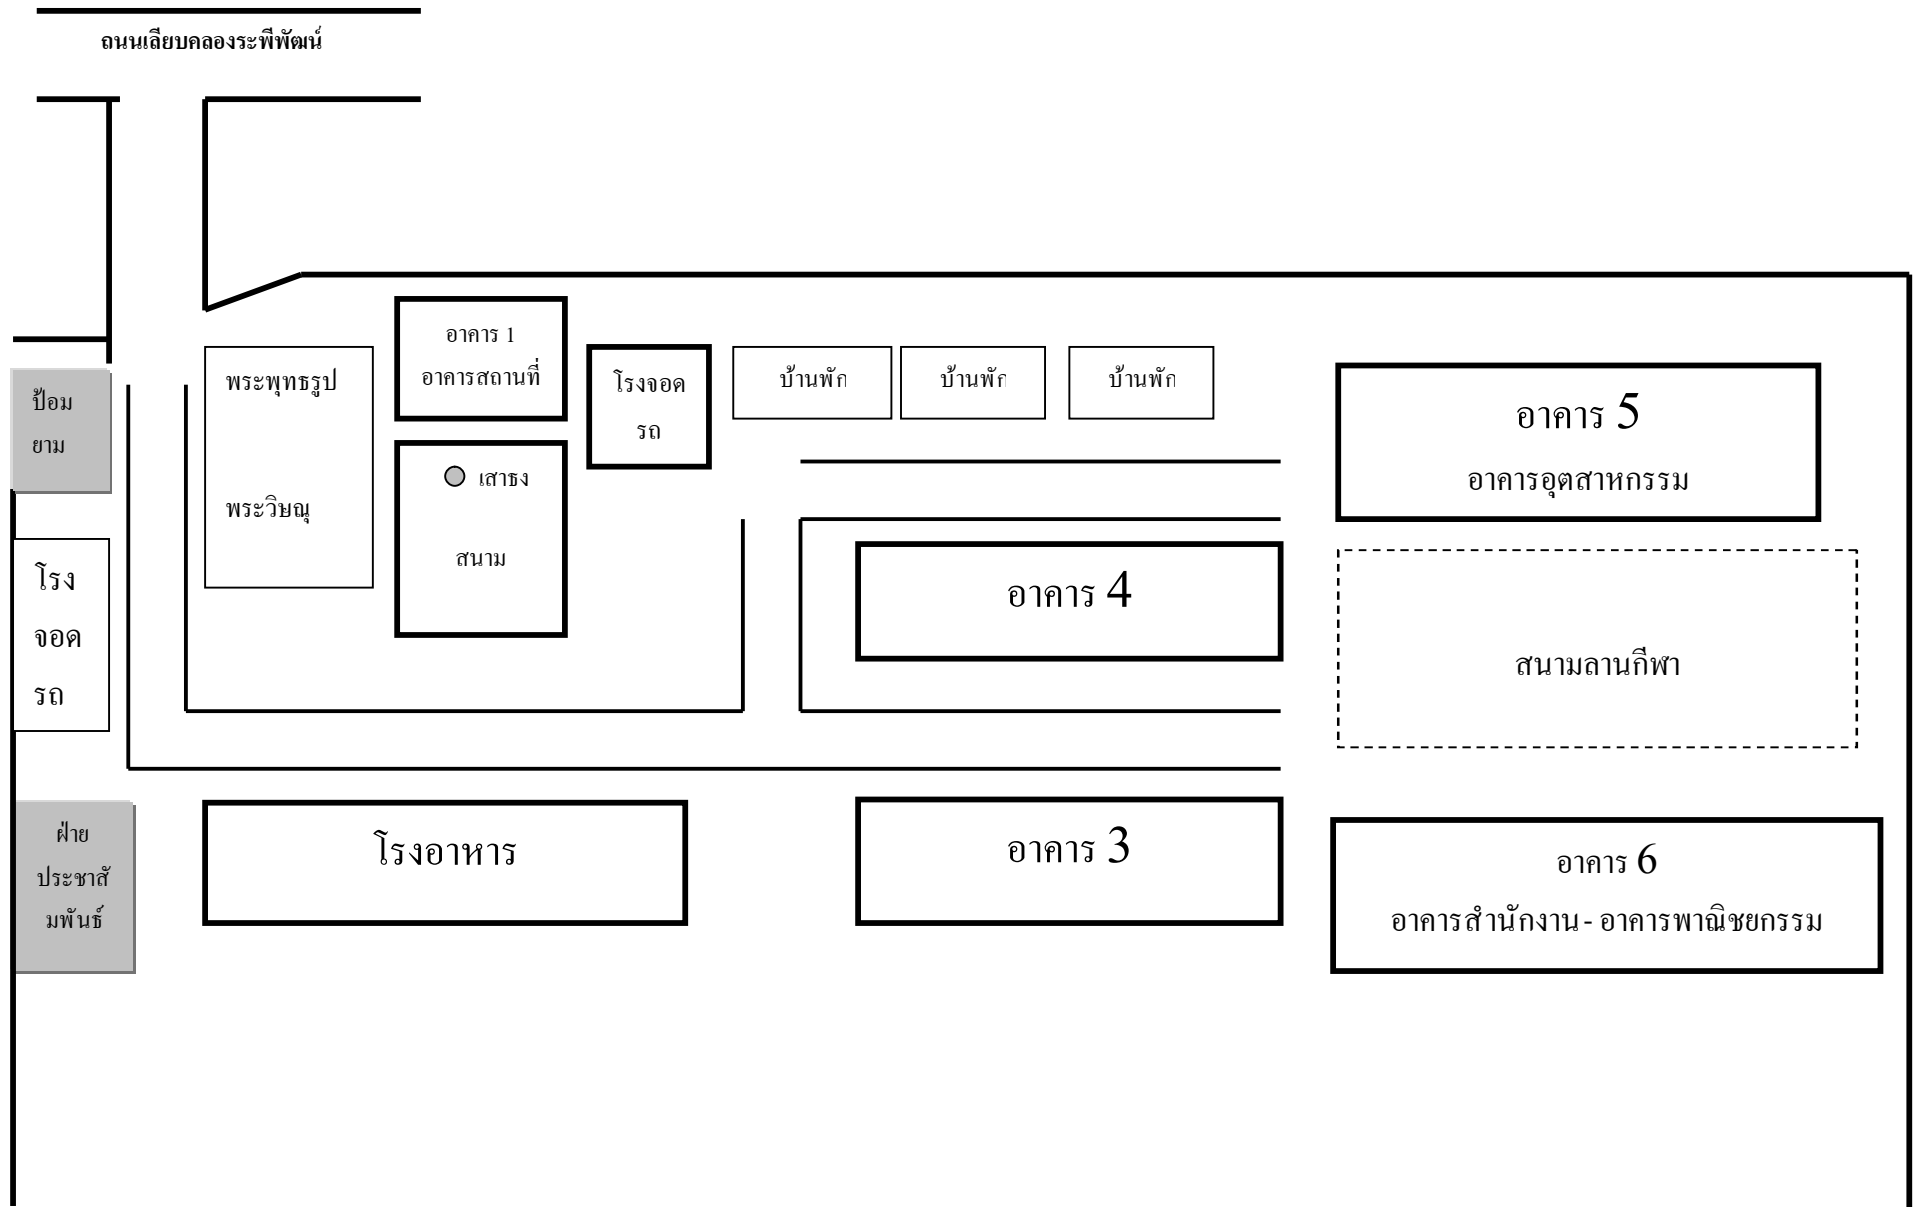 ถนนเลียบคลองระพีพัฒน์
อาคาร 1
อาคารสถานที่
พระพุทธรูป
พระวิษณุ
โรงจอด
รถ
บ้านพัก
บ้านพัก
บ้านพัก
อาคาร 5
อาคารอุตสาหกรรม
ป้อม
ยาม
เสาธง
สนาม
โรง
จอด
รถ
อาคาร 4
สนามลานกีฬา
ฝ่าย
ประชาสั
มพันธ์
โรงอาหาร
อาคาร 3
อาคาร 6
อาคารสำนักงาน - อาคารพาณิชยกรรม